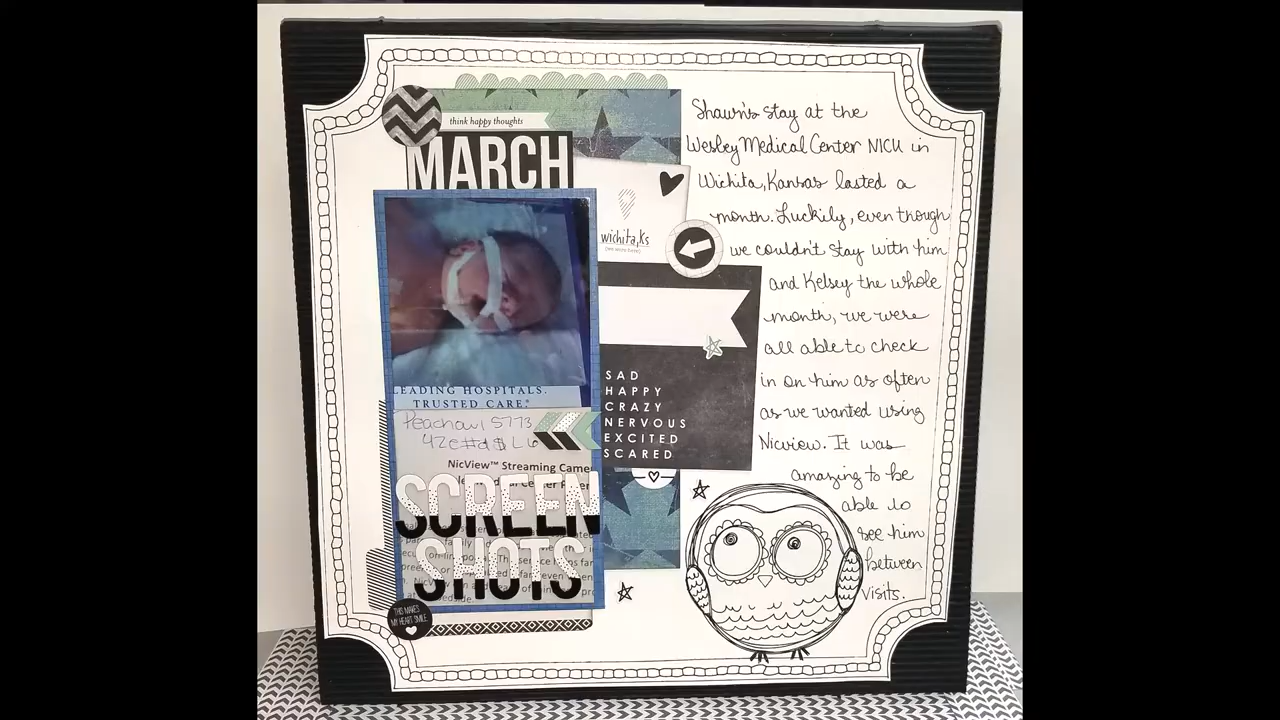 think happy thoughts
MARCH
wichita,ks
LEADING HOSPITALS.
TRUSTED CARE.®
NicView™ Streaming Camer
SCREEN
SHOTS
THIS MAKES
MY HEART SMILE
SAD
HAPPY
CRAZY
NERVOUS
EXCITED
SCARED
Shawn's stay at the
Wesley Medical Center NICU in
Wichita, Kansas lasted a
month. Luckily, even though
we couldn't stay with him
and Kelsey the whole
month, we were
all able to check
in on him as often
as we wanted using
Nicview. It was
amazing to be
able to
see him
between
visits.